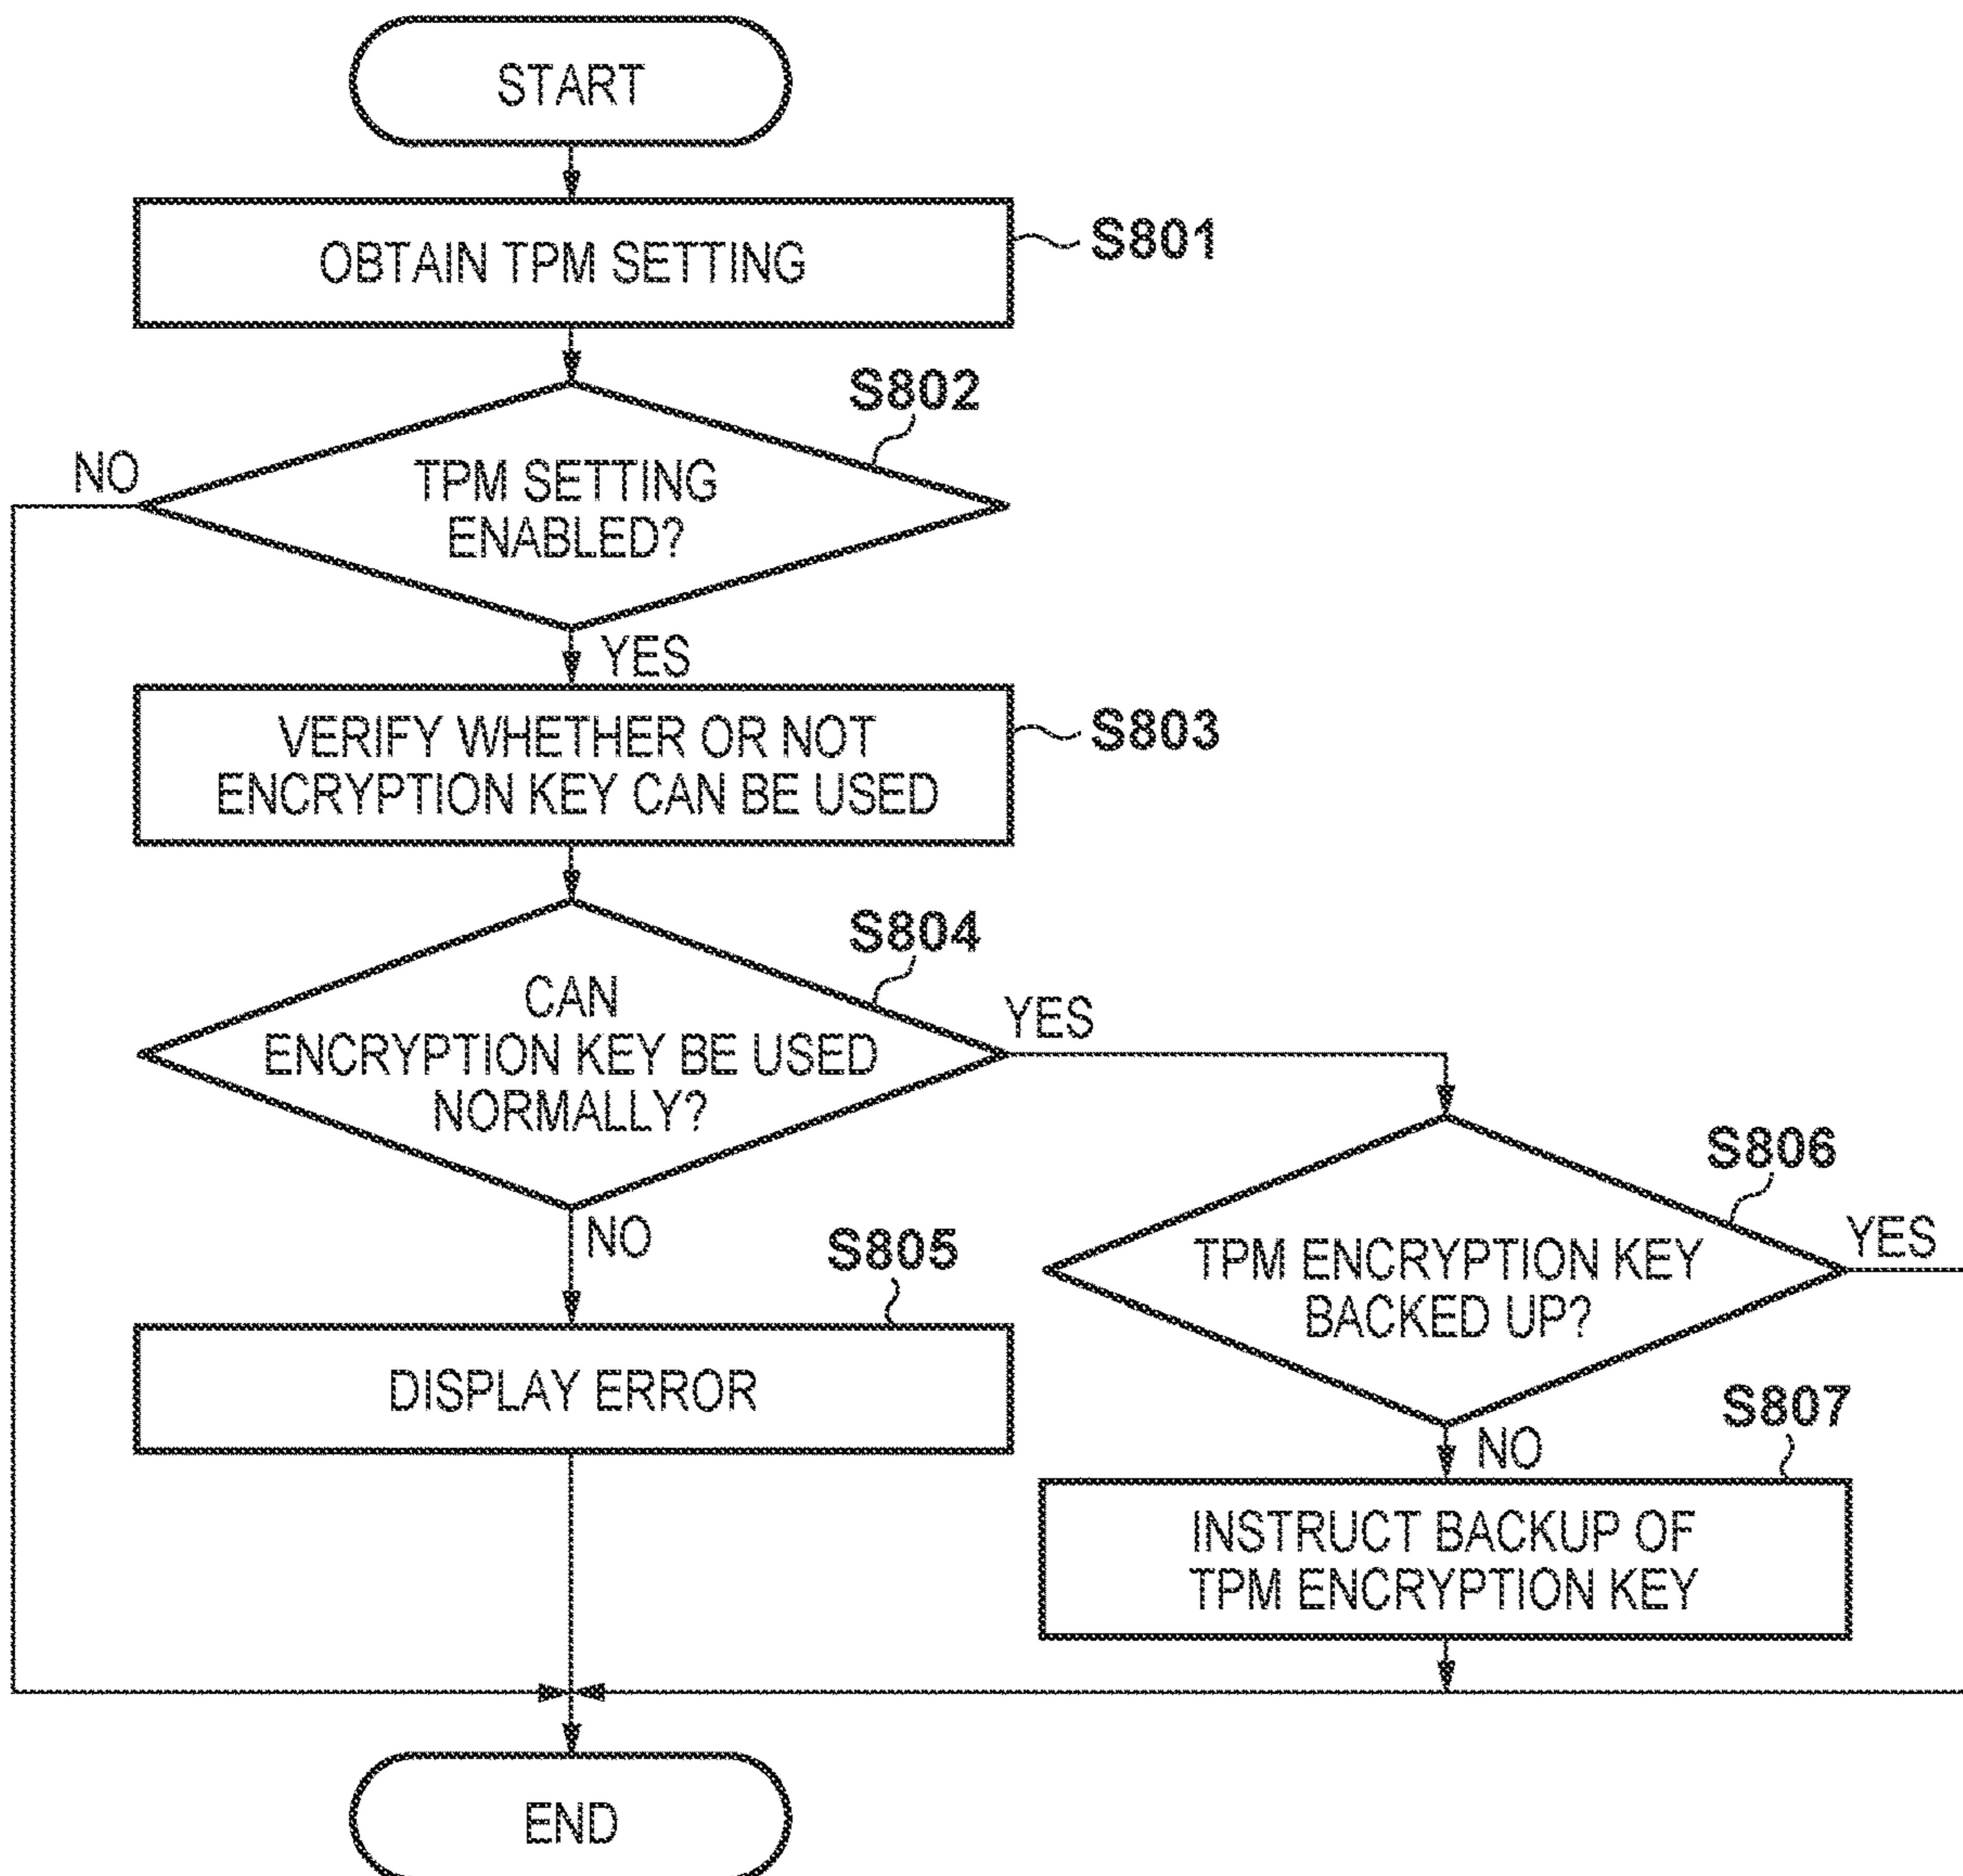 START
OBTAIN TPM SETTING
S801
S802
NO
TPM SETTING
ENABLED?
YES
VERIFY WHETHER OR NOT
ENCRYPTION KEY CAN BE USED
S803
S804
CAN
ENCRYPTION KEY BE USED
NORMALLY?
YES
NO
S805
DISPLAY ERROR
S806
TPM ENCRYPTION KEY
BACKED UP?
YES
NO
S807
INSTRUCT BACKUP OF
TPM ENCRYPTION KEY
END